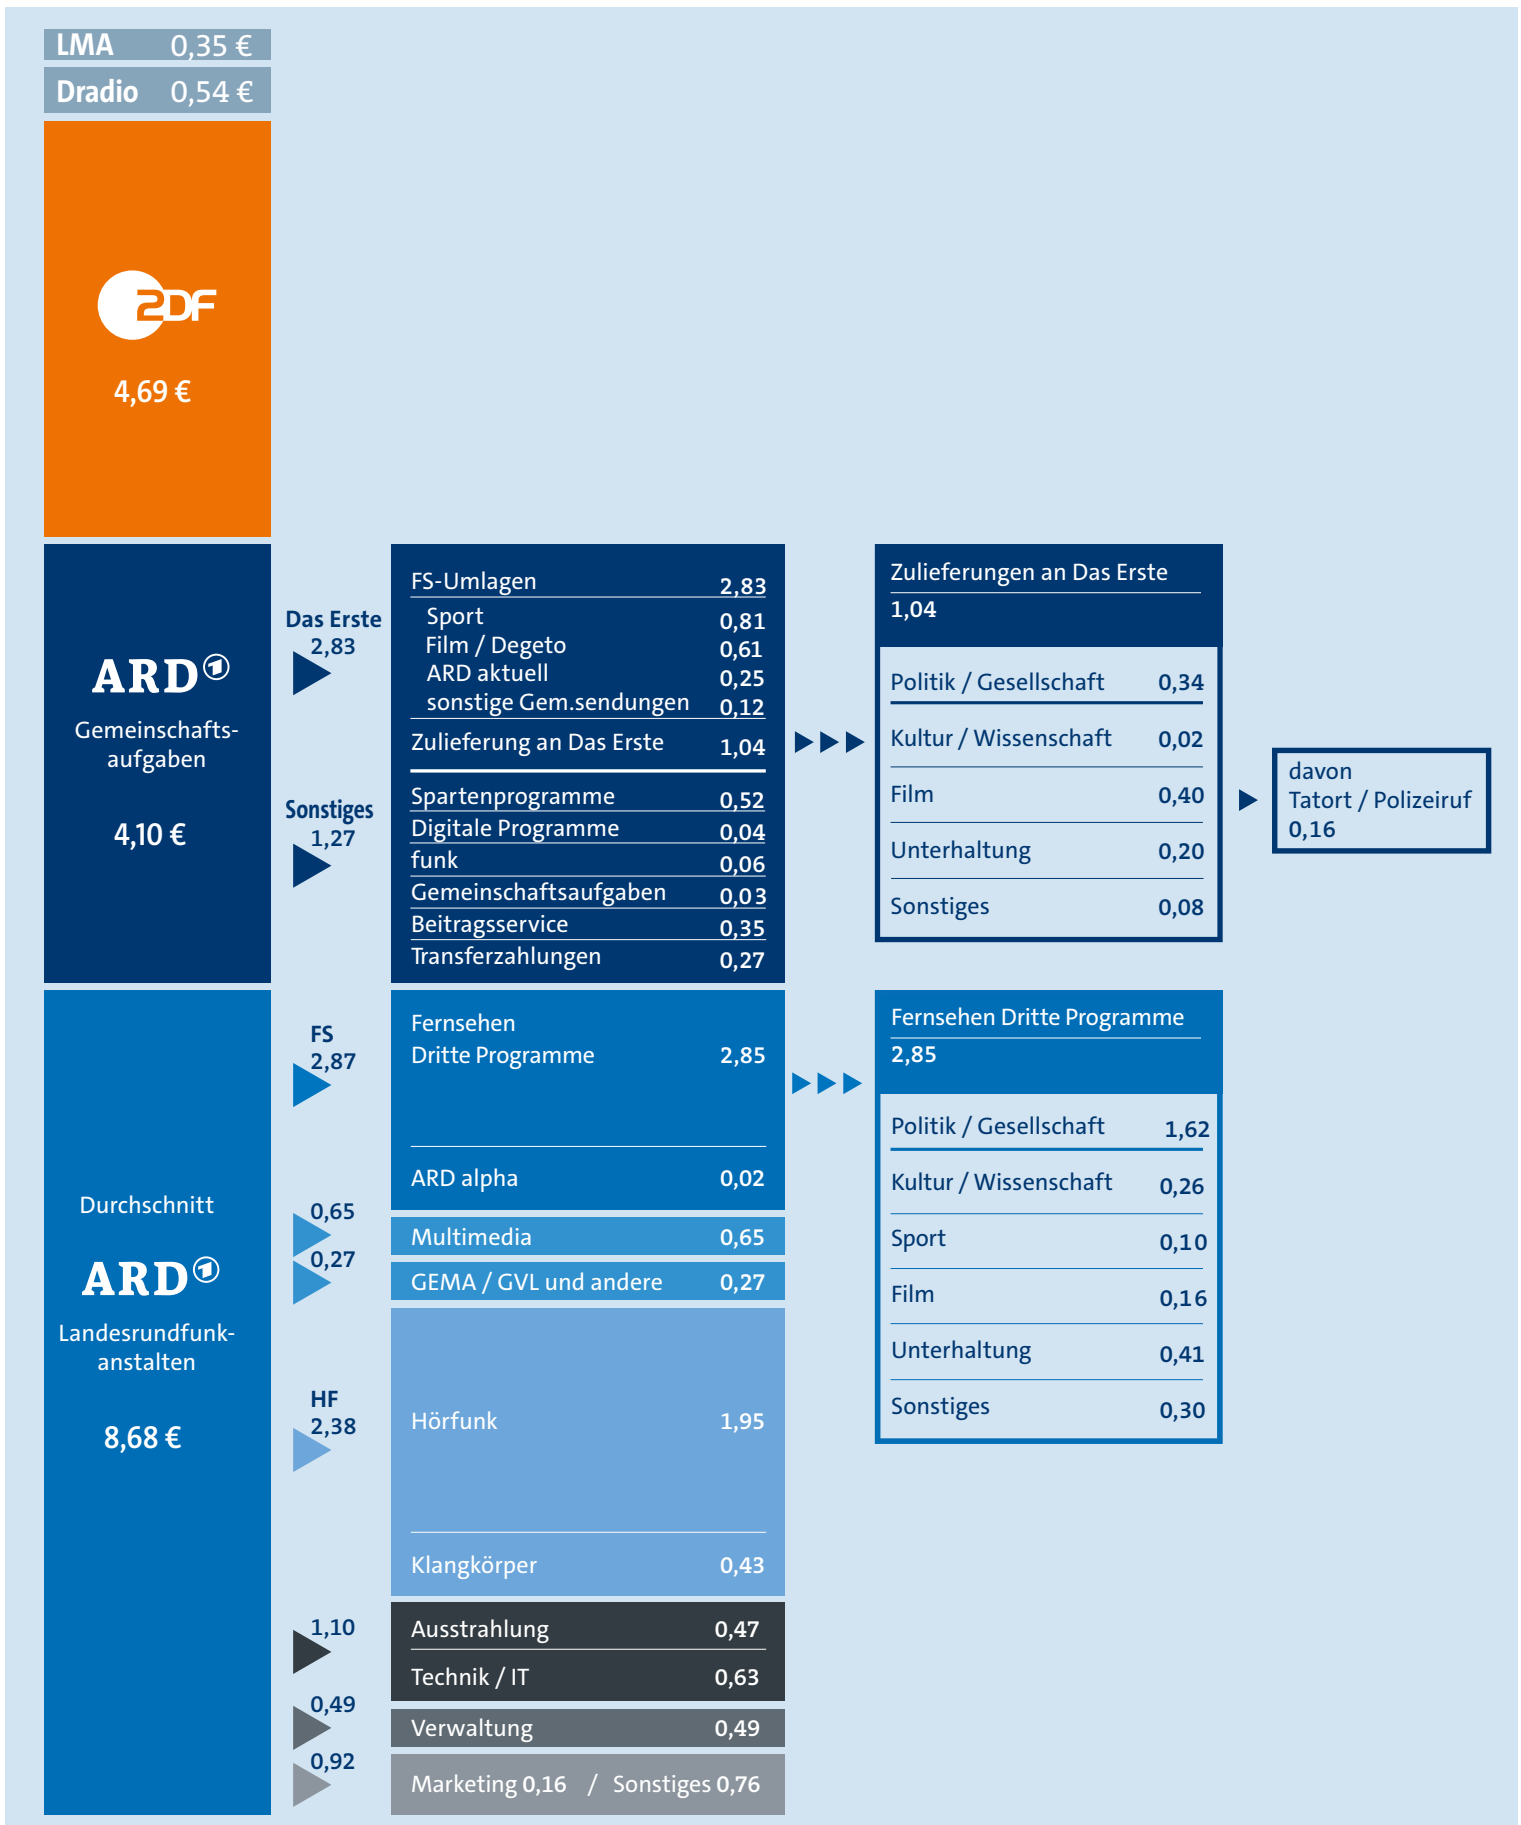 LMA 0,35 €
Dradio 0,54 €
ZDF
4,69 €
ARD 1
Gemeinschafts-
aufgaben
4,10 €
Das Erste
2,83
Sonstiges
1,27
FS-Umlagen 2,83
Sport 0,81
Film / Degeto 0,61
ARD aktuell 0,25
sonstige Gem.sendungen 0,12
Zulieferung an Das Erste 1,04
Spartenprogramme 0,52
Digitale Programme 0,04
funk 0,06
Gemeinschaftsaufgaben 0,03
Beitragsservice 0,35
Transferzahlungen 0,27
Zulieferungen an Das Erste
1,04
Politik / Gesellschaft 0,34
Kultur / Wissenschaft 0,02
Film 0,40
Unterhaltung 0,20
Sonstiges 0,08
davon
Tatort / Polizeiruf
0,16
Durchschnitt
ARD 1
Landesrundfunk-
anstalten
8,68 €
FS
2,87
0,65
0,27
HF
2,38
1,10
0,49
0,92
Fernsehen
Dritte Programme 2,85
ARD alpha 0,02
Multimedia 0,65
GEMA / GVL und andere 0,27
Hörfunk 1,95
Klangkörper 0,43
Ausstrahlung 0,47
Technik / IT 0,63
Verwaltung 0,49
Marketing 0,16 / Sonstiges 0,76
Fernsehen Dritte Programme
2,85
Politik / Gesellschaft 1,62
Kultur / Wissenschaft 0,26
Sport 0,10
Film 0,16
Unterhaltung 0,41
Sonstiges 0,30